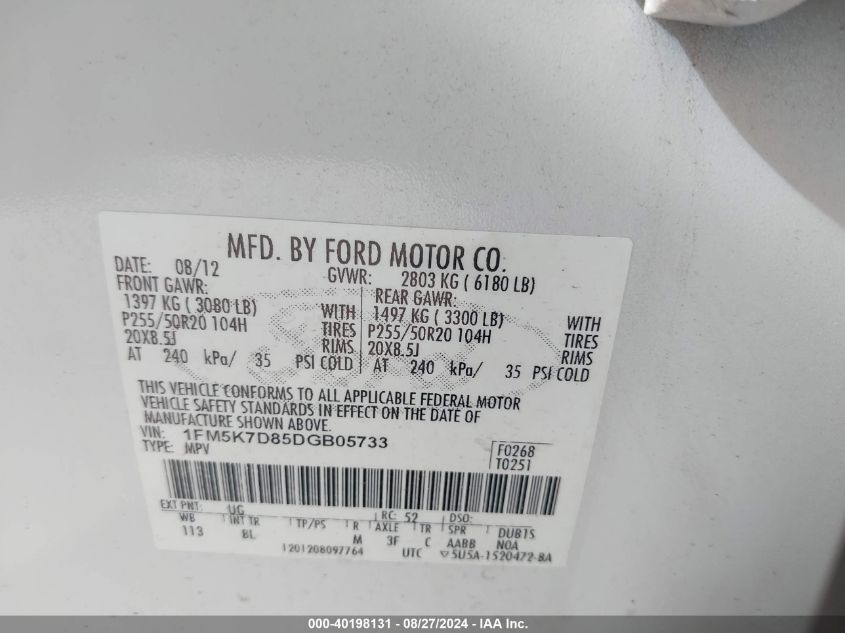 MFD. BY FORD MOTOR CO.
DATE: 08/12 GVWR: 2803 KG ( 6180 LB)
FRONT GAWR: REAR GAWR:
1397 KG ( 3080 LB) WITH 1497 KG ( 3300 LB) WITH
P255/50R20 104H TIRES P255/50R20 104H TIRES
20X8.5J RIMS 20X8.5J RIMS
AT 240 kPa/ 35 PSI COLD AT 240 kPa/ 35 PSI COLD
THIS VEHICLE CONFORMS TO ALL APPLICABLE FEDERAL MOTOR
VEHICLE SAFETY STANDARDS IN EFFECT ON THE DATE OF
MANUFACTURE SHOWN ABOVE.
VIN: 1FM5K7D85DGB05733 F0268
TYPE: MPV T0251
EXT PNT: UG RC: 52 DSO:
WB INT TR TP/PS R AXLE TR SPR DUB1S
113 BL M 3F C AABB N0A
1201208097764 UTC 5U5A-1520472-BA
000-40198131 - 08/27/2024 - IAA Inc.